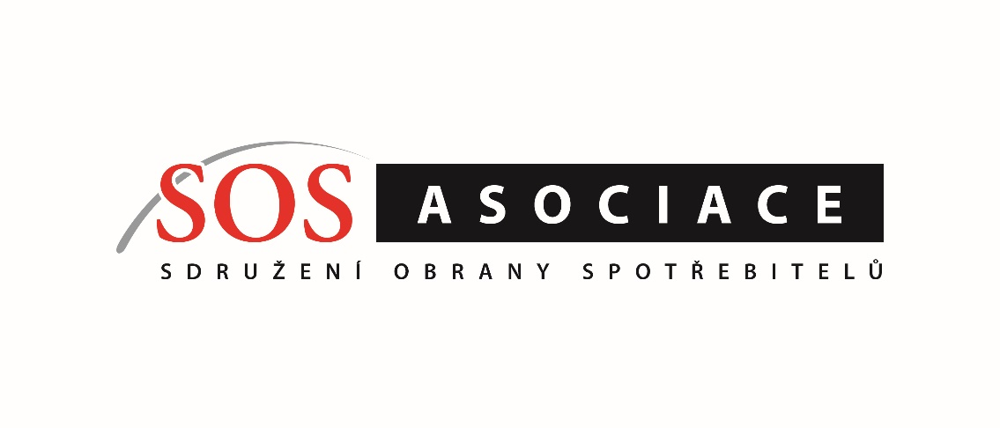 SOS ASOCIACE
SDRUŽENÍ OBRANY SPOTŘEBITELŮ